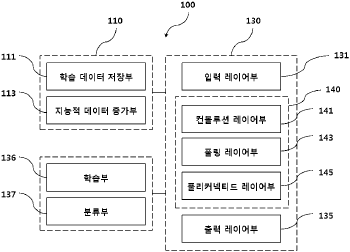 100
110
130
111
학습 데이터 저장부
입력 레이어부
131
113
지능적 데이터 증가부
140
컨볼루션 레이어부
141
풀링 레이어부
143
136
학습부
풀리커넥티드 레이어부
145
137
분류부
출력 레이어부
135